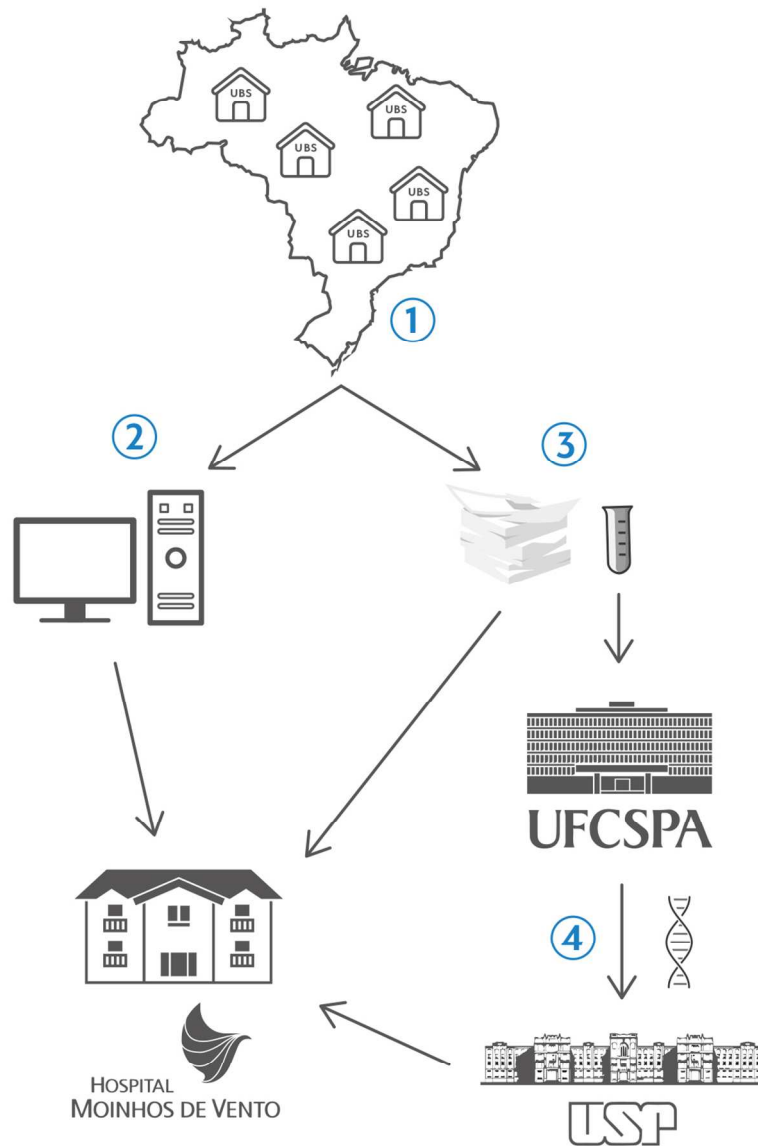 UBS
UBS
UBS
UBS
UBS
1
2
3
UFCSPA
4
HOSPITAL
MOINHOS DE VENTO
USP